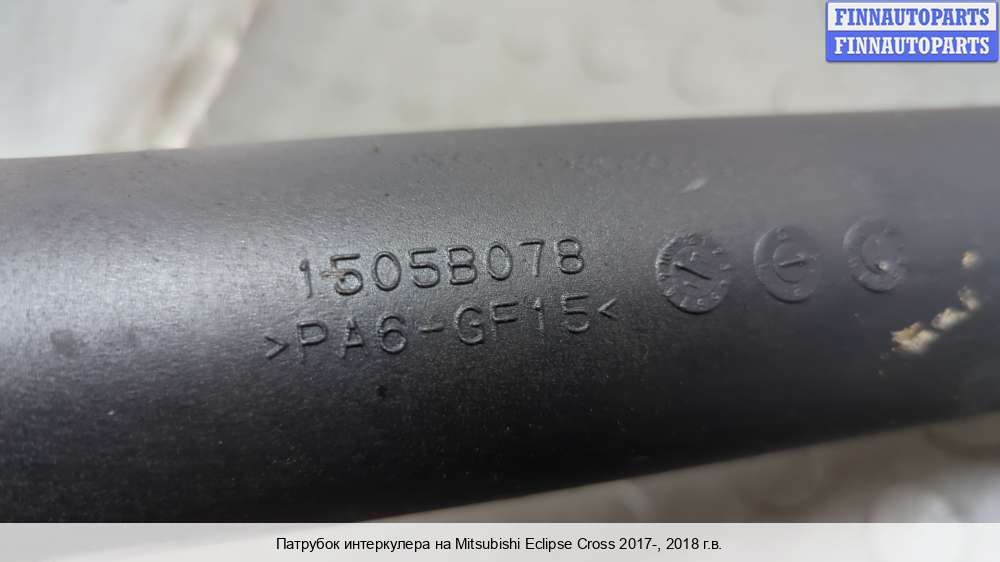 FINNAUTOPARTS
FINNAUTOPARTS
1505B078
>PA6-GF15<
Патрубок интеркулера на Mitsubishi Eclipse Cross 2017-, 2018 г.в.